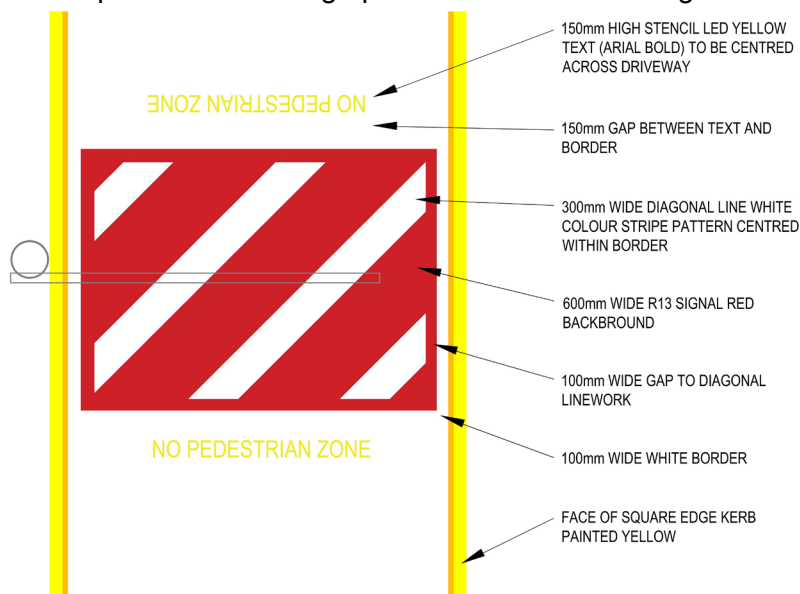 150mm HIGH STENCIL LED YELLOW
TEXT (ARIAL BOLD) TO BE CENTRED
ACROSS DRIVEWAY
NO PEDESTRIAN ZONE
150mm GAP BETWEEN TEXT AND
BORDER
300mm WIDE DIAGONAL LINE WHITE
COLOUR STRIPE PATTERN CENTRED
WITHIN BORDER
600mm WIDE R13 SIGNAL RED
BACKBROUND
100mm WIDE GAP TO DIAGONAL
LINEWORK
NO PEDESTRIAN ZONE
100mm WIDE WHITE BORDER
FACE OF SQUARE EDGE KERB
PAINTED YELLOW